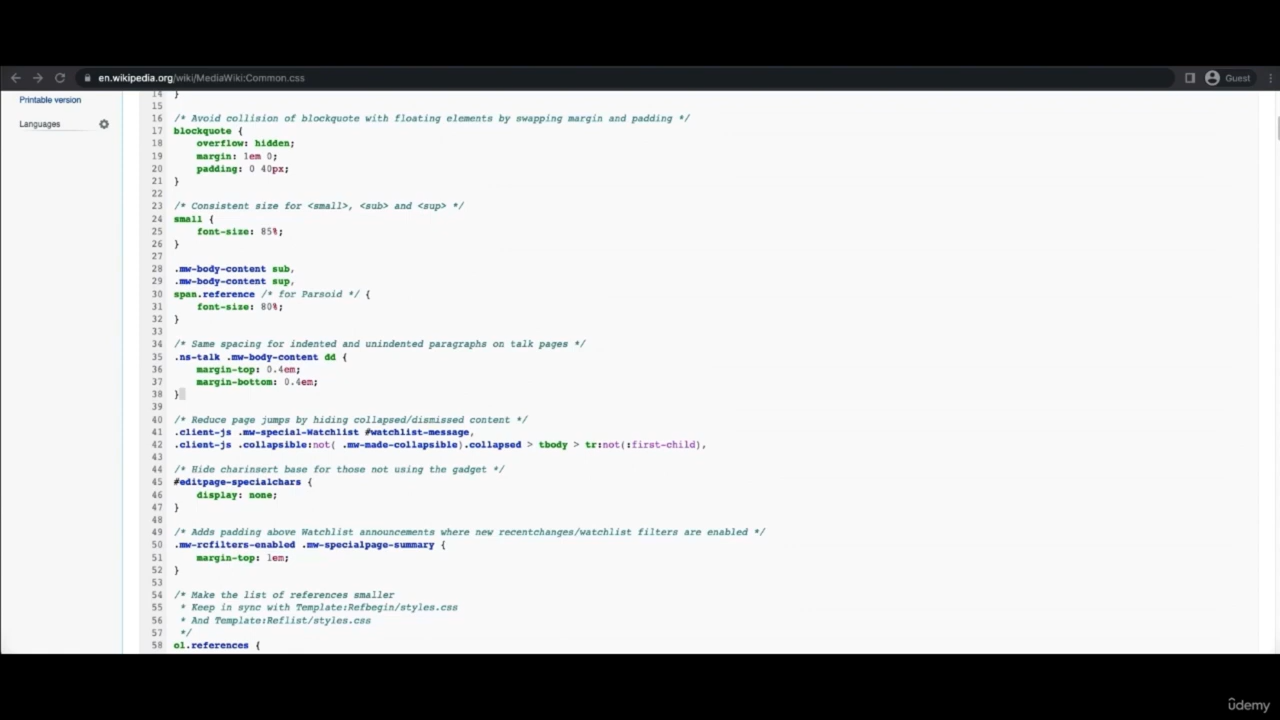 en.wikipedia.org/wiki/MediaWiki:Common.css
Guest
Printable version
Languages
14 }
15
16 /* Avoid collision of blockquote with floating elements by swapping margin and padding */
17 blockquote {
18 overflow: hidden;
19 margin: 1em 0;
20 padding: 0 40px;
21 }
22
23 /* Consistent size for <small>, <sub> and <sup> */
24 small {
25 font-size: 85%;
26 }
27
28 .mw-body-content sub,
29 .mw-body-content sup,
30 span.reference /* for Parsoid */ {
31 font-size: 80%;
32 }
33
34 /* Same spacing for indented and unindented paragraphs on talk pages */
35 .ns-talk .mw-body-content dd {
36 margin-top: 0.4em;
37 margin-bottom: 0.4em;
38 }
39
40 /* Reduce page jumps by hiding collapsed/dismissed content */
41 .client-js .mw-special-Watchlist #watchlist-message,
42 .client-js .collapsible:not( .mw-made-collapsible).collapsed > tbody > tr:not(:first-child),
43
44 /* Hide charinsert base for those not using the gadget */
45 #editpage-specialchars {
46 display: none;
47 }
48
49 /* Adds padding above Watchlist announcements where new recentchanges/watchlist filters are enabled */
50 .mw-rcfilters-enabled .mw-specialpage-summary {
51 margin-top: 1em;
52 }
53
54 /* Make the list of references smaller
55 * Keep in sync with Template:Refbegin/styles.css
56 * And Template:Reflist/styles.css
57 */
58 ol.references {
udemy